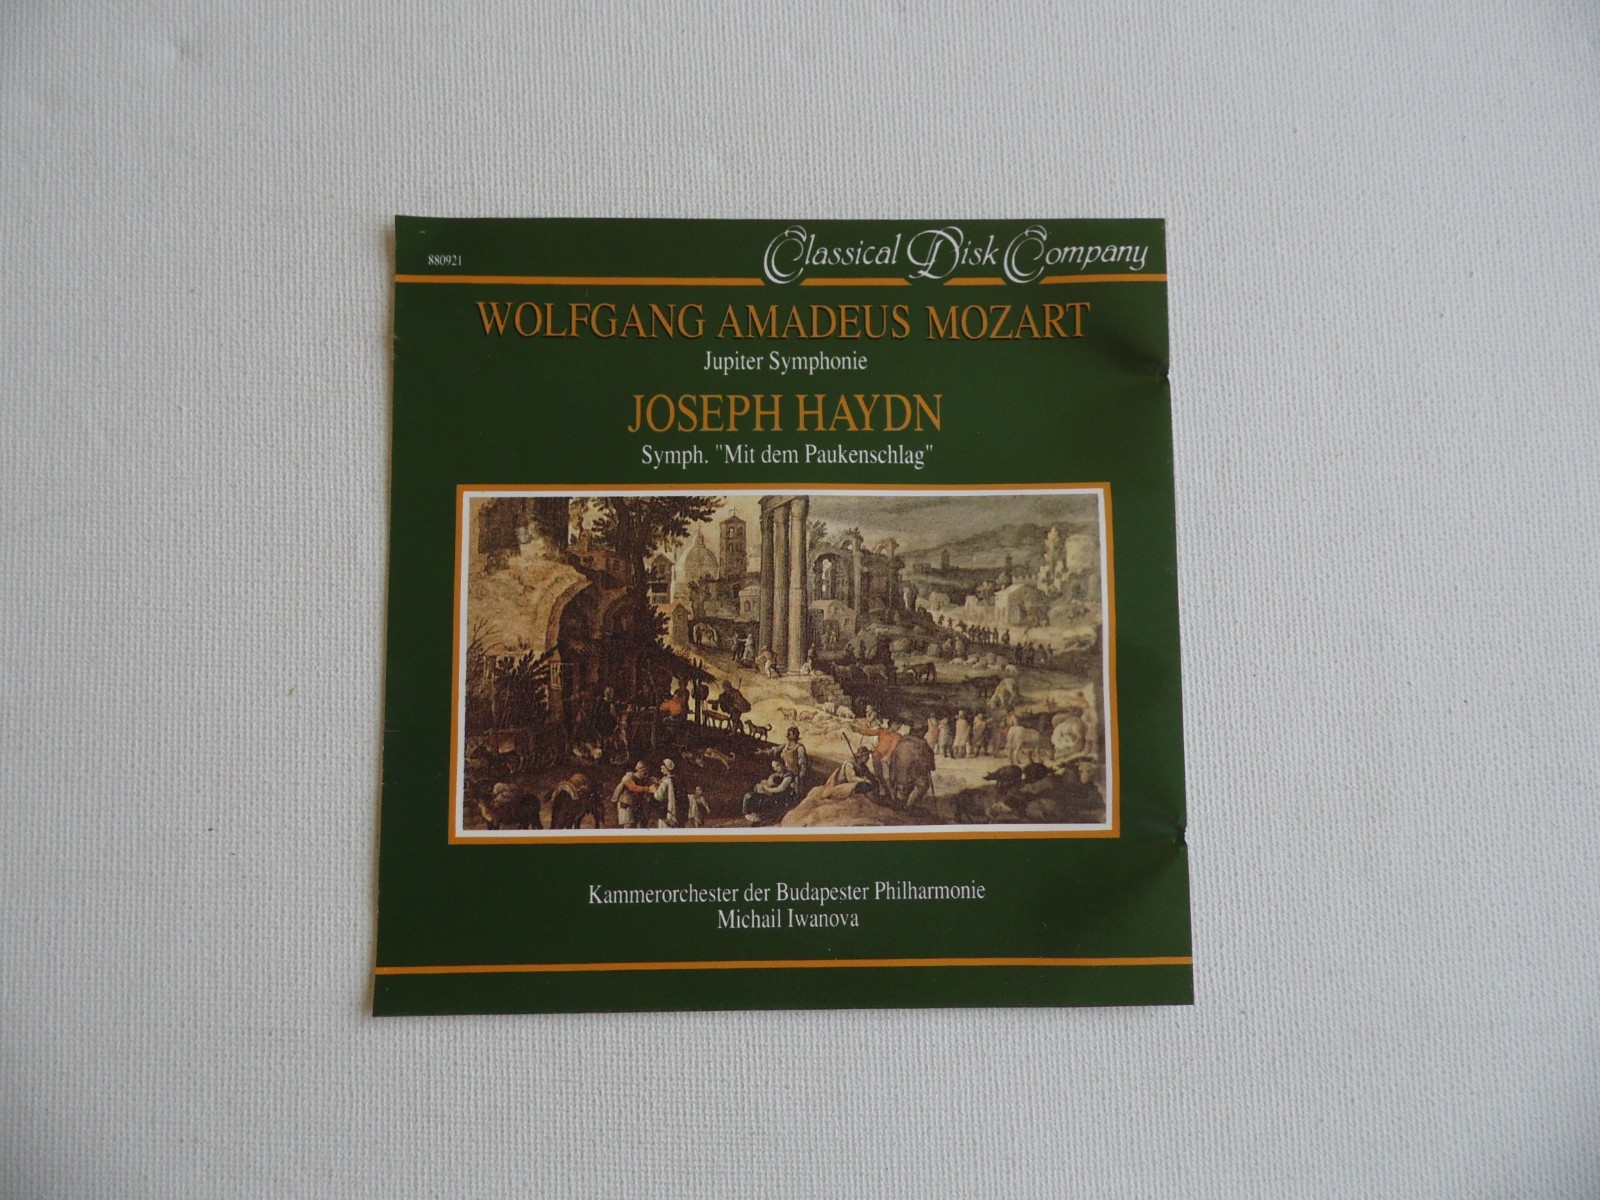 880921
Classical Disk Company
WOLFGANG AMADEUS MOZART
Jupiter Symphonie
JOSEPH HAYDN
Symph. "Mit dem Paukenschlag"
Kammerorchester der Budapester Philharmonie
Michail Iwanova